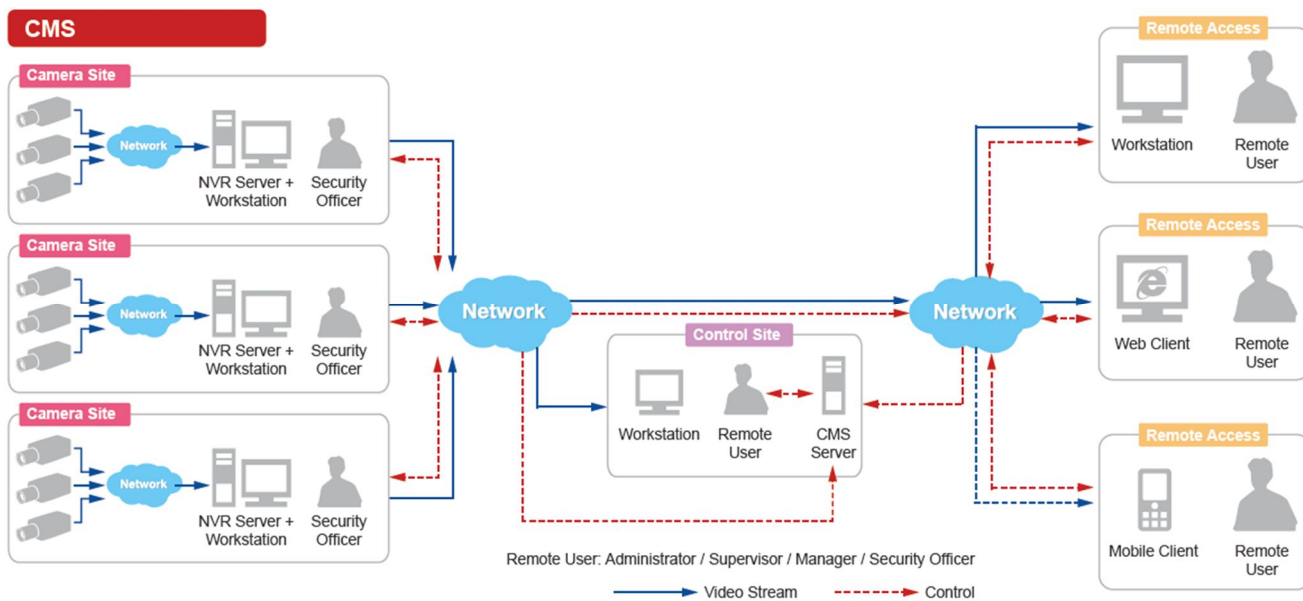 CMS
Camera Site
Network
NVR Server +
Workstation
Security
Officer
Camera Site
Network
NVR Server +
Workstation
Security
Officer
Camera Site
Network
NVR Server +
Workstation
Security
Officer
Network
Control Site
Workstation
Remote
User
CMS
Server
Network
Remote Access
Workstation
Remote
User
Remote Access
Web Client
Remote
User
Remote Access
Mobile Client
Remote
User
Remote User: Administrator / Supervisor / Manager / Security Officer
Video Stream
Control